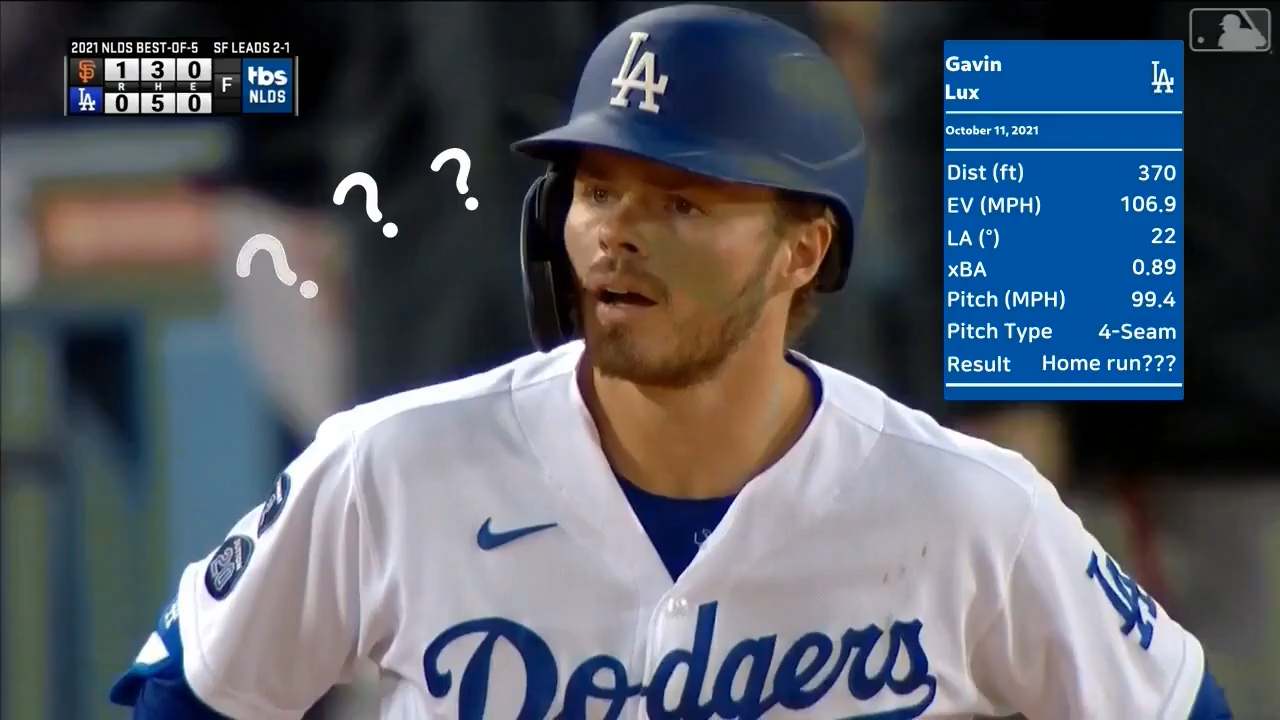 2021 NLDS BEST-OF-5 SF LEADS 2-1
SF 1 3 0
R H E F
LA 0 5 0
tbs
NLDS
? ? ?
LA
Gavin
Lux
LA
October 11, 2021
Dist (ft) 370
EV (MPH) 106.9
LA (°) 22
xBA 0.89
Pitch (MPH) 99.4
Pitch Type 4-Seam
Result Home run???
LA
Dodgers